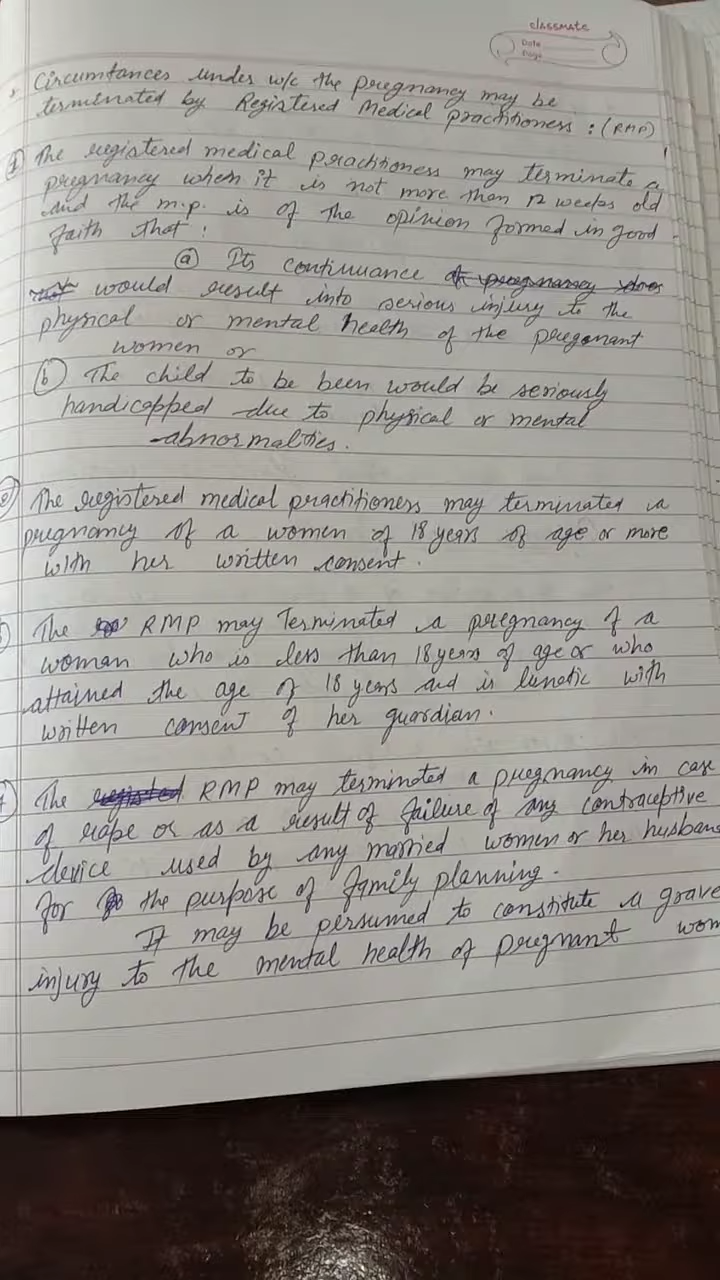 classmate
Date
Page
Circumtances under w/c the pregnancy may be
terminated by Registered Medical practitioners : (RMP)
① The registered medical practitioners may terminate a
pregnancy when it is not more than 12 weeks old
and the m.p. is of the opinion formed in good
faith that :
ⓐ Its continuance of pregnancy
would result into serious injury to the
physical or mental health of the pregnant
women or
ⓑ The child to be been would be seriously
handicapped due to physical or mental
abnormalities.
The registered medical practitioners may terminated a
pregnancy of a women of 18 years of age or more
with her written consent.
The RMP may Terminated a pregnancy of a
woman who is less than 18 years of age or who
attained the age of 18 years and is lunatic with
written consent of her guardian.
The registered RMP may terminated a pregnancy in case
of rape or as a result of failure of any contraceptive
device used by any married women or her husban
for the purpose of family planning.
It may be persumed to constitute a grave
injury to the mental health of pregnant wom